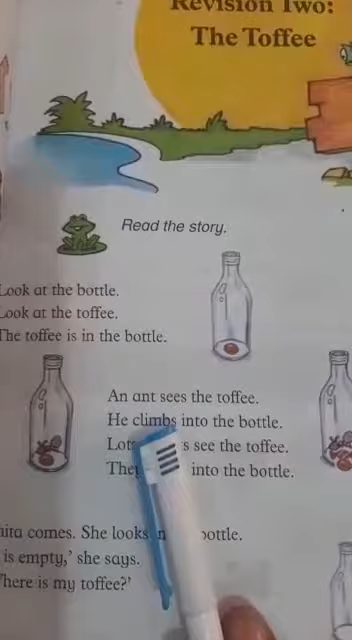 Revision Two:
The Toffee
Read the story.
Look at the bottle.
Look at the toffee.
The toffee is in the bottle.
An ant sees the toffee.
He climbs into the bottle.
see the toffee.
into the bottle.
comes. She looks bottle.
is empty,’ she says.
is my toffee?’